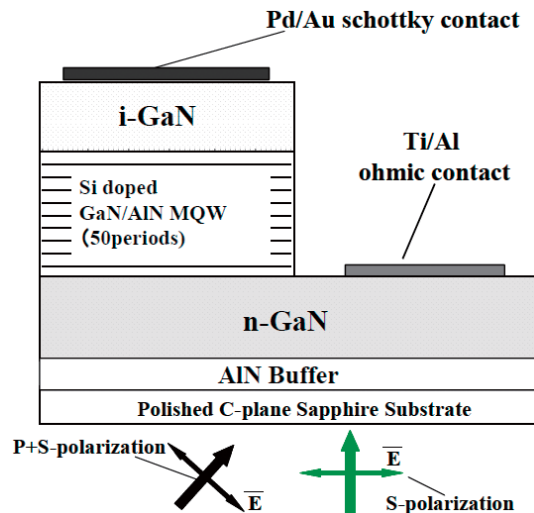 Pd/Au schottky contact
i-GaN
Ti/Al
ohmic contact
Si doped
GaN/AlN MQW
(50periods)
n-GaN
AlN Buffer
Polished C-plane Sapphire Substrate
P+S-polarization
E
E
S-polarization